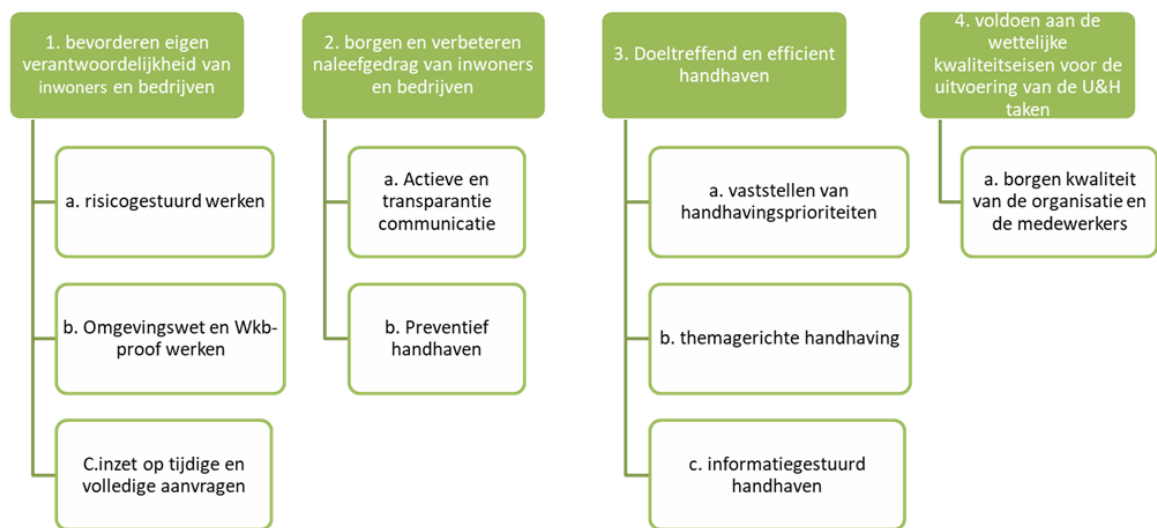 1. bevorderen eigen
verantwoordelijkheid van
inwoners en bedrijven
a. risicogestuurd werken
b. Omgevingswet en Wkb-
proof werken
C.inzet op tijdige en
volledige aanvragen
2. borgen en verbeteren
naleefgedrag van inwoners
en bedrijven
a. Actieve en
transparantie
communicatie
b. Preventief
handhaven
3. Doeltreffend en efficient
handhaven
a. vaststellen van
handhavingsprioriteiten
b. themagerichte handhaving
c. informatiegestuurd
handhaven
4. voldoen aan de
wettelijke
kwaliteitseisen voor de
uitvoering van de U&H
taken
a. borgen kwaliteit
van de organisatie en
de medewerkers